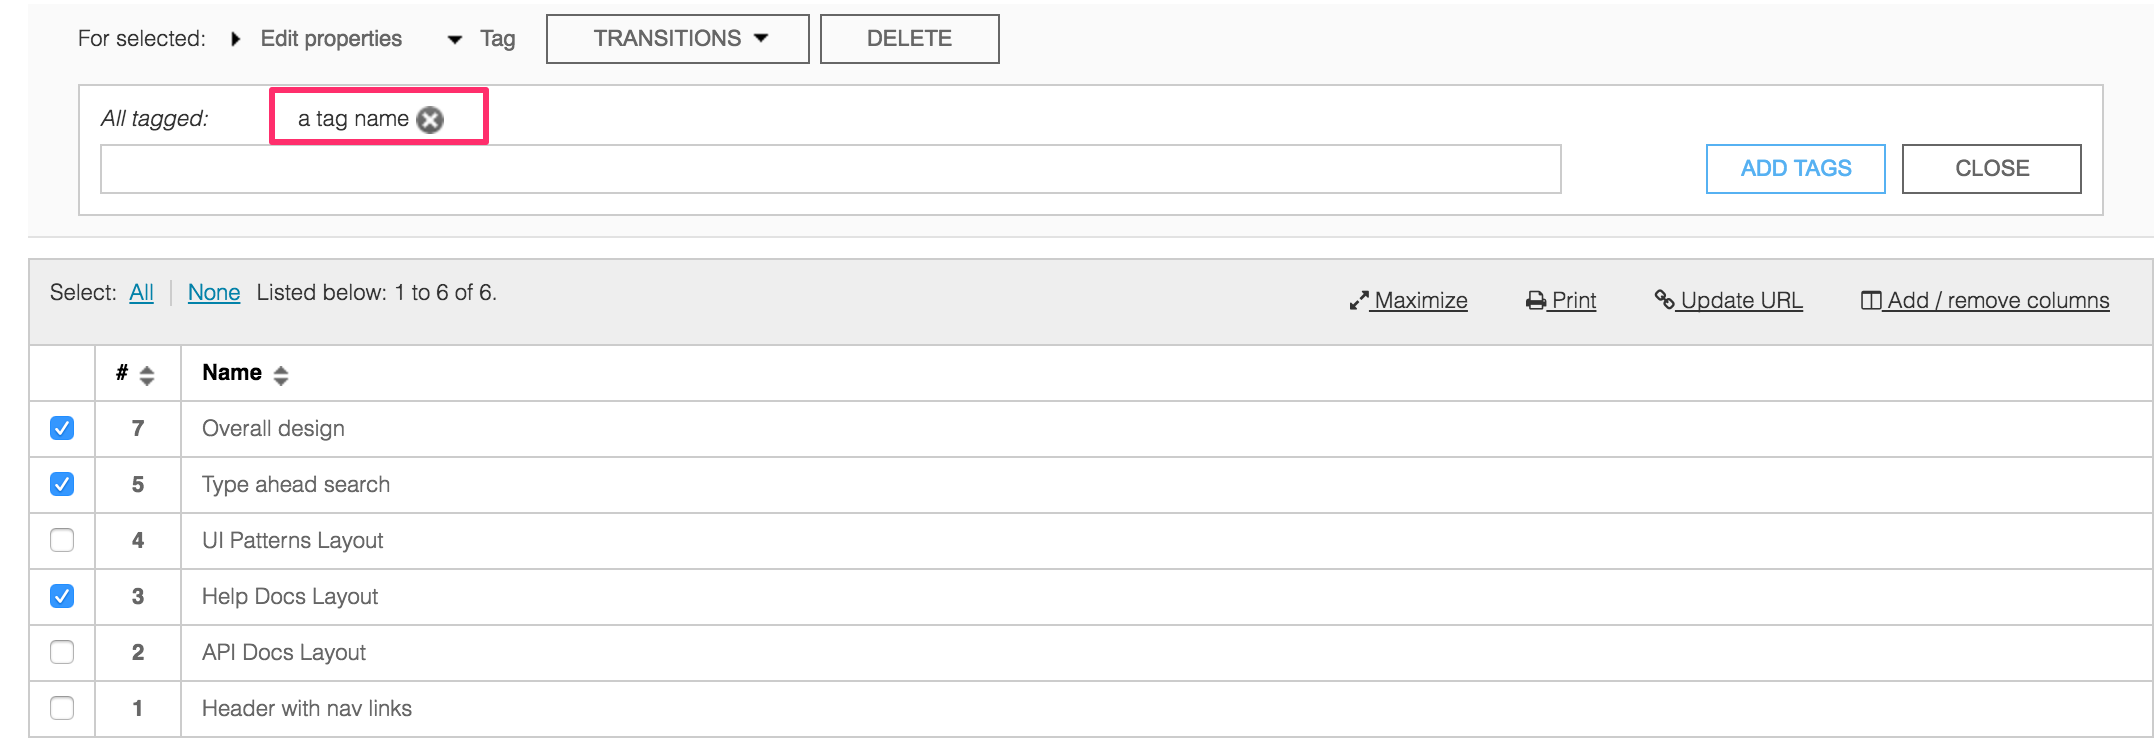 For selected: Edit properties Tag TRANSITIONS DELETE
All tagged: a tag name
ADD TAGS CLOSE
Select: All None Listed below: 1 to 6 of 6. Maximize Print Update URL Add / remove columns
# Name
7 Overall design
5 Type ahead search
4 UI Patterns Layout
3 Help Docs Layout
2 API Docs Layout
1 Header with nav links